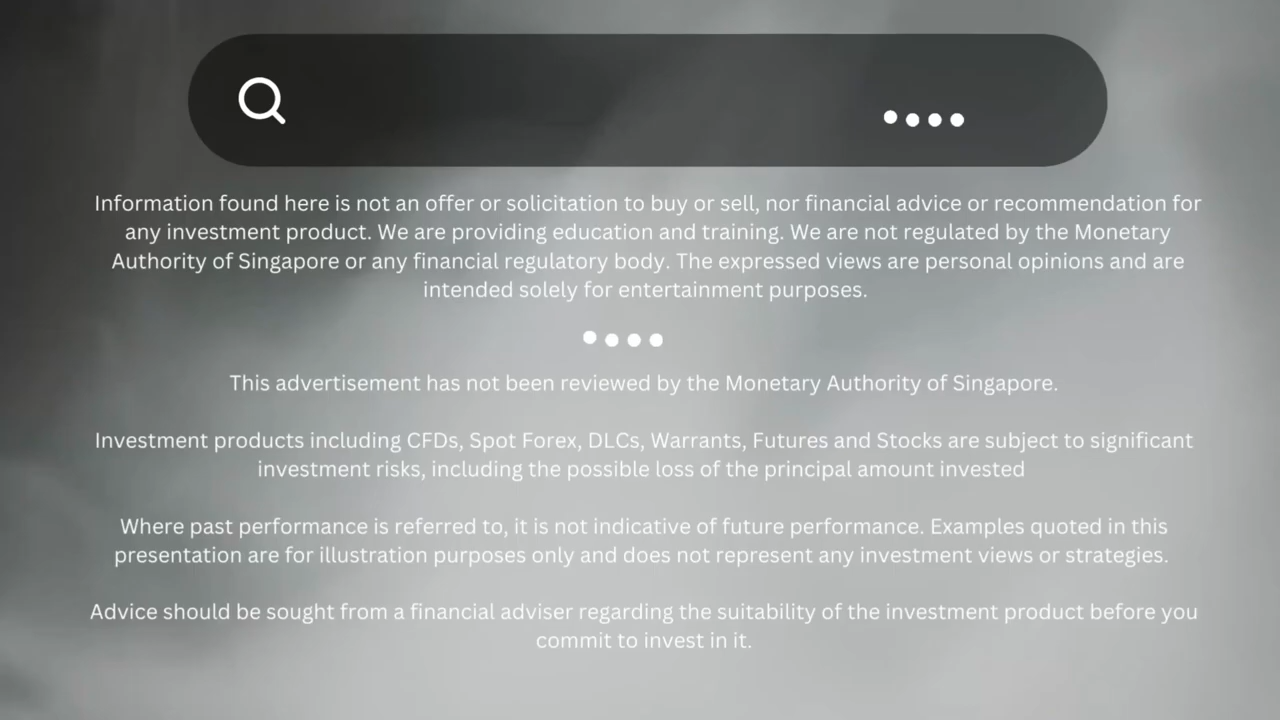 Information found here is not an offer or solicitation to buy or sell, nor financial advice or recommendation for
any investment product. We are providing education and training. We are not regulated by the Monetary
Authority of Singapore or any financial regulatory body. The expressed views are personal opinions and are
intended solely for entertainment purposes.
This advertisement has not been reviewed by the Monetary Authority of Singapore.
Investment products including CFDs, Spot Forex, DLCs, Warrants, Futures and Stocks are subject to significant
investment risks, including the possible loss of the principal amount invested
Where past performance is referred to, it is not indicative of future performance. Examples quoted in this
presentation are for illustration purposes only and does not represent any investment views or strategies.
Advice should be sought from a financial adviser regarding the suitability of the investment product before you
commit to invest in it.